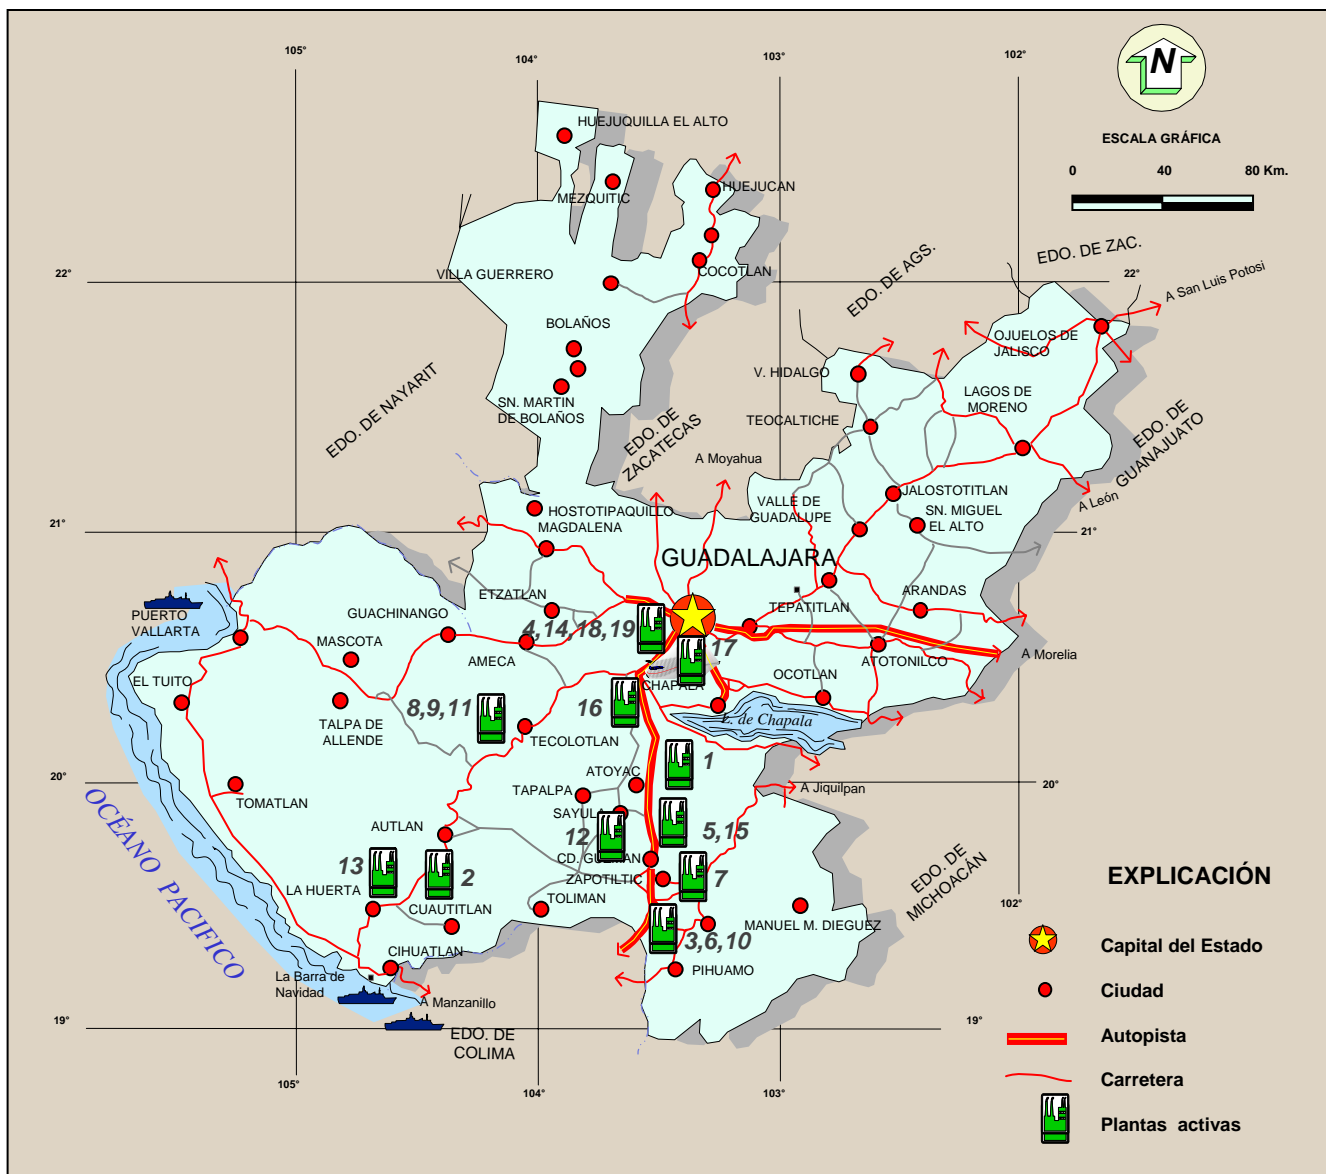 105°
104°
103°
102°
N
ESCALA GRÁFICA
0 40 80 Km.
HUEJUQUILLA EL ALTO
MEZQUITIC
HUEJUCAN
EDO. DE ZAC.
EDO. DE AGS.
22°
VILLA GUERRERO
COCOTLAN
22°
A San Luis Potosi
BOLAÑOS
OJUELOS DE
JALISCO
V. HIDALGO
EDO. DE NAYARIT
SN. MARTIN
DE BOLAÑOS
LAGOS DE
MORENO
EDO. DE
ZACATECAS
TEOCALTICHE
EDO. DE
GUANAJUATO
A Moyahua
JALOSTOTITLAN
VALLE DE
GUADALUPE
A León
SN. MIGUEL
EL ALTO
HOSTOTIPAQUILLO
MAGDALENA
21°
21°
GUADALAJARA
ETZATLAN
ARANDAS
TEPATITLAN
PUERTO
VALLARTA
GUACHINANGO
4,14,18,19
MASCOTA
AMECA
17
ATOTONILCO
A Morelia
EL TUITO
CHAPALA
OCOTLAN
8,9,11
16
TALPA DE
ALLENDE
L. de Chapala
TECOLOTLAN
1
ATOYAC
20°
20°
TOMATLAN
TAPALPA
A Jiquilpan
SAYULA
AUTLAN
12
5,15
OCÉANO PACIFICO
CD. GUZMAN
13
2
ZAPOTILTIC
7
EDO. DE
MICHOACÁN
EXPLICACIÓN
LA HUERTA
CUAUTITLAN
TOLIMAN
102°
MANUEL M. DIEGUEZ
3,6,10
CIHUATLAN
PIHUAMO
Capital del Estado
La Barra de
Navidad
A Manzanillo
Ciudad
19°
EDO. DE
COLIMA
19°
Autopista
105°
104°
103°
Carretera
Plantas activas